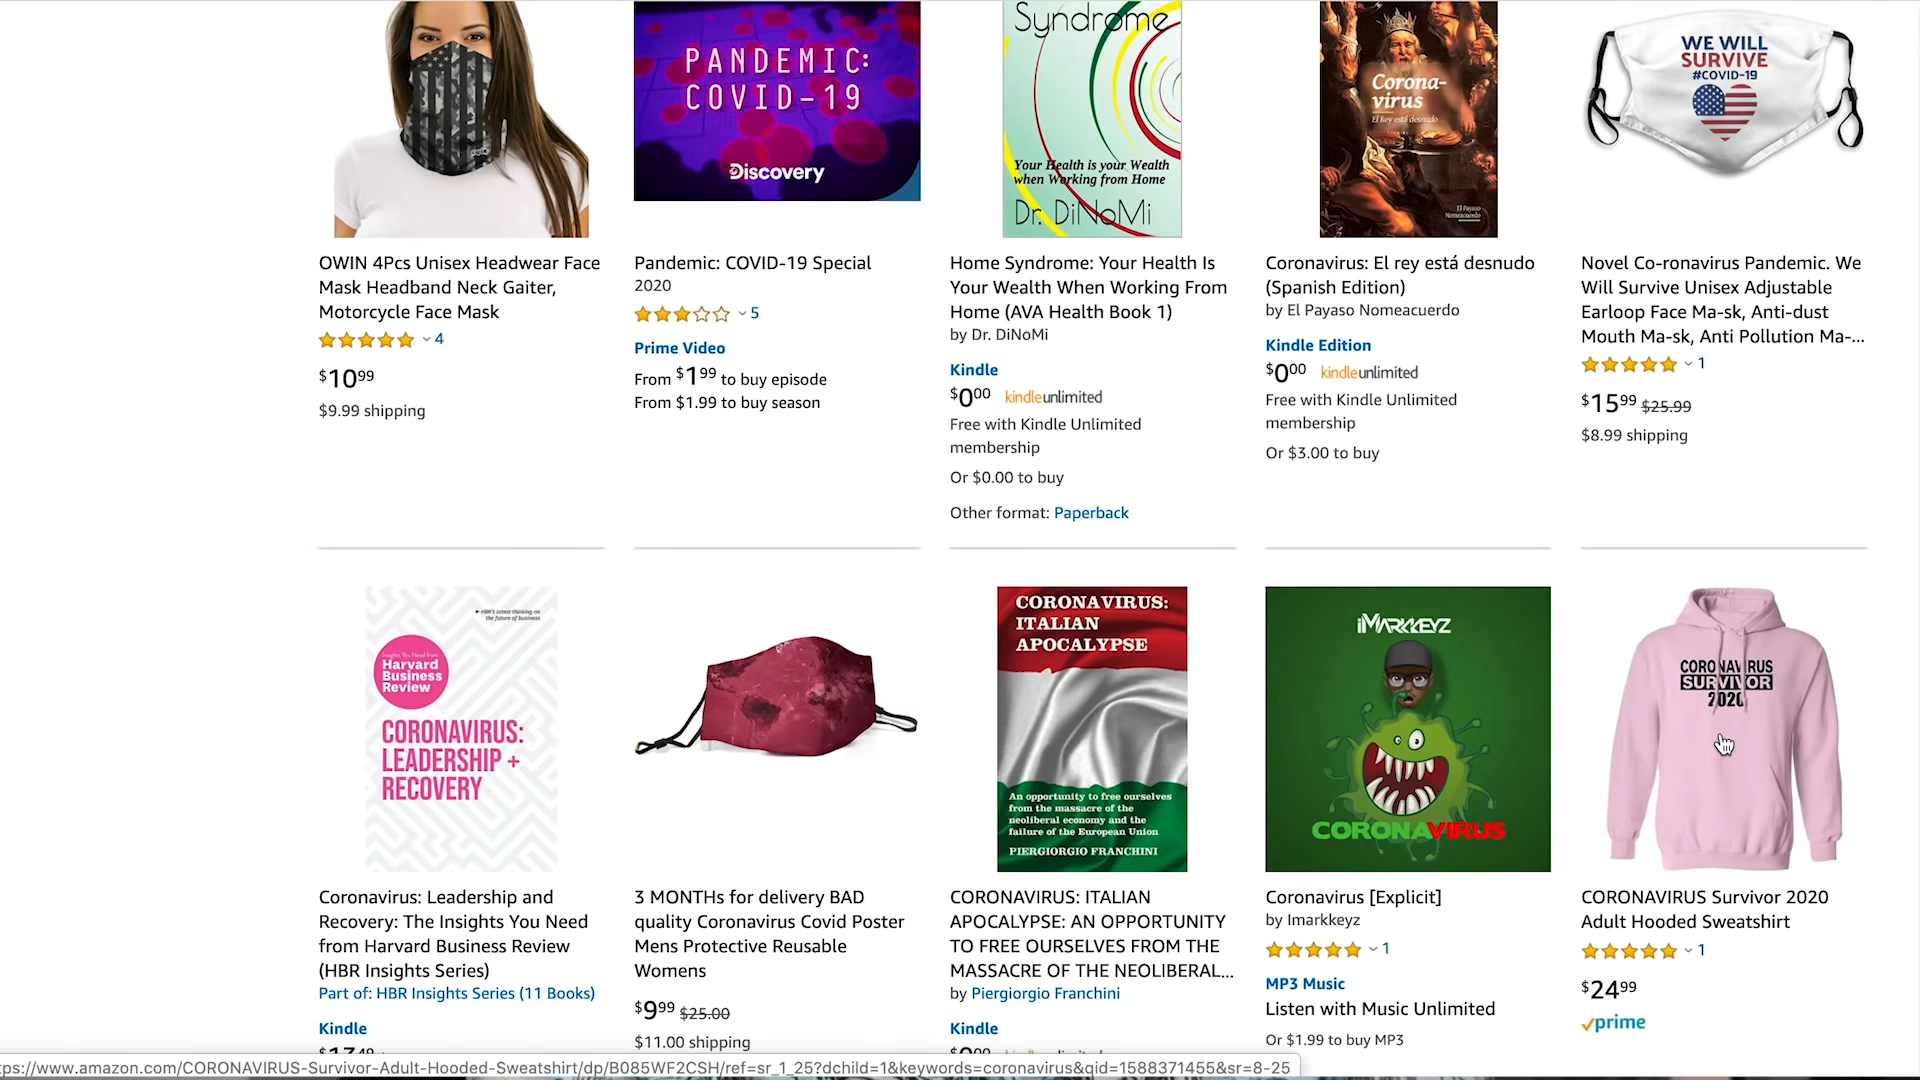 PANDEMIC:
COVID-19
Discovery
Syndrome
Your Health is your Wealth
when Working from Home
Dr. DiNoMi
Corona-
virus
El Rey está desnudo
El Payaso
Nomeacuerdo
WE WILL
SURVIVE
#COVID-19
OWIN 4Pcs Unisex Headwear Face
Mask Headband Neck Gaiter,
Motorcycle Face Mask
4
$10.99
$9.99 shipping
Pandemic: COVID-19 Special
2020
5
Prime Video
From $1.99 to buy episode
From $1.99 to buy season
Home Syndrome: Your Health Is
Your Wealth When Working From
Home (AVA Health Book 1)
by Dr. DiNoMi
Kindle
$0.00 kindleunlimited
Free with Kindle Unlimited
membership
Or $0.00 to buy
Other format: Paperback
Coronavirus: El rey está desnudo
(Spanish Edition)
by El Payaso Nomeacuerdo
Kindle Edition
$0.00 kindleunlimited
Free with Kindle Unlimited
membership
Or $3.00 to buy
Novel Co-ronavirus Pandemic. We
Will Survive Unisex Adjustable
Earloop Face Ma-sk, Anti-dust
Mouth Ma-sk, Anti Pollution Ma-...
1
$15.99 $25.99
$8.99 shipping
HBR's latest thinking on
the future of business
Insights You Need from
Harvard
Business
Review
CORONAVIRUS:
LEADERSHIP +
RECOVERY
CORONAVIRUS:
ITALIAN
APOCALYPSE
An opportunity to free ourselves
from the massacre of the
neoliberal economy and the
failure of the European Union
PIERGIORGIO FRANCHINI
iMARKKEYZ
CORONAVIRUS
CORONAVIRUS
SURVIVOR
2020
Coronavirus: Leadership and
Recovery: The Insights You Need
from Harvard Business Review
(HBR Insights Series)
Part of: HBR Insights Series (11 Books)
Kindle
3 MONTHs for delivery BAD
quality Coronavirus Covid Poster
Mens Protective Reusable
Womens
$9.99 $25.00
$11.00 shipping
CORONAVIRUS: ITALIAN
APOCALYPSE: AN OPPORTUNITY
TO FREE OURSELVES FROM THE
MASSACRE OF THE NEOLIBERAL...
by Piergiorgio Franchini
Kindle
Coronavirus [Explicit]
by Imarkkeyz
1
MP3 Music
Listen with Music Unlimited
Or $1.99 to buy MP3
CORONAVIRUS Survivor 2020
Adult Hooded Sweatshirt
1
$24.99
prime
tps://www.amazon.com/CORONAVIRUS-Survivor-Adult-Hooded-Sweatshirt/dp/B085WF2CSH/ref=sr_1_25?dchild=1&keywords=coronavirus&qid=1588371455&sr=8-25